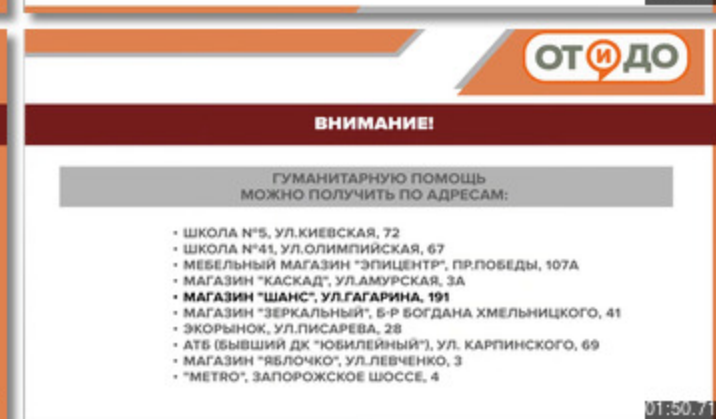 ОТ И ДО
ВНИМАНИЕ!
ГУМАНИТАРНУЮ ПОМОЩЬ
МОЖНО ПОЛУЧИТЬ ПО АДРЕСАМ:
• ШКОЛА №5, УЛ.КИЕВСКАЯ, 72
• ШКОЛА №41, УЛ.ОЛИМПИЙСКАЯ, 67
• МЕБЕЛЬНЫЙ МАГАЗИН "ЭПИЦЕНТР", ПР.ПОБЕДЫ, 107А
• МАГАЗИН "КАСКАД", УЛ.АМУРСКАЯ, 3А
• МАГАЗИН "ШАНС", УЛ.ГАГАРИНА, 191
• МАГАЗИН "ЗЕРКАЛЬНЫЙ", Б-Р БОГДАНА ХМЕЛЬНИЦКОГО, 41
• ЭКОРЫНОК, УЛ.ПИСАРЕВА, 28
• АТБ (БЫВШИЙ ДК "ЮБИЛЕЙНЫЙ"), УЛ. КАРПИНСКОГО, 69
• МАГАЗИН "ЯБЛОЧКО", УЛ.ЛЕВЧЕНКО, 3
• "METRO", ЗАПОРОЖСКОЕ ШОССЕ, 4
01:50.71